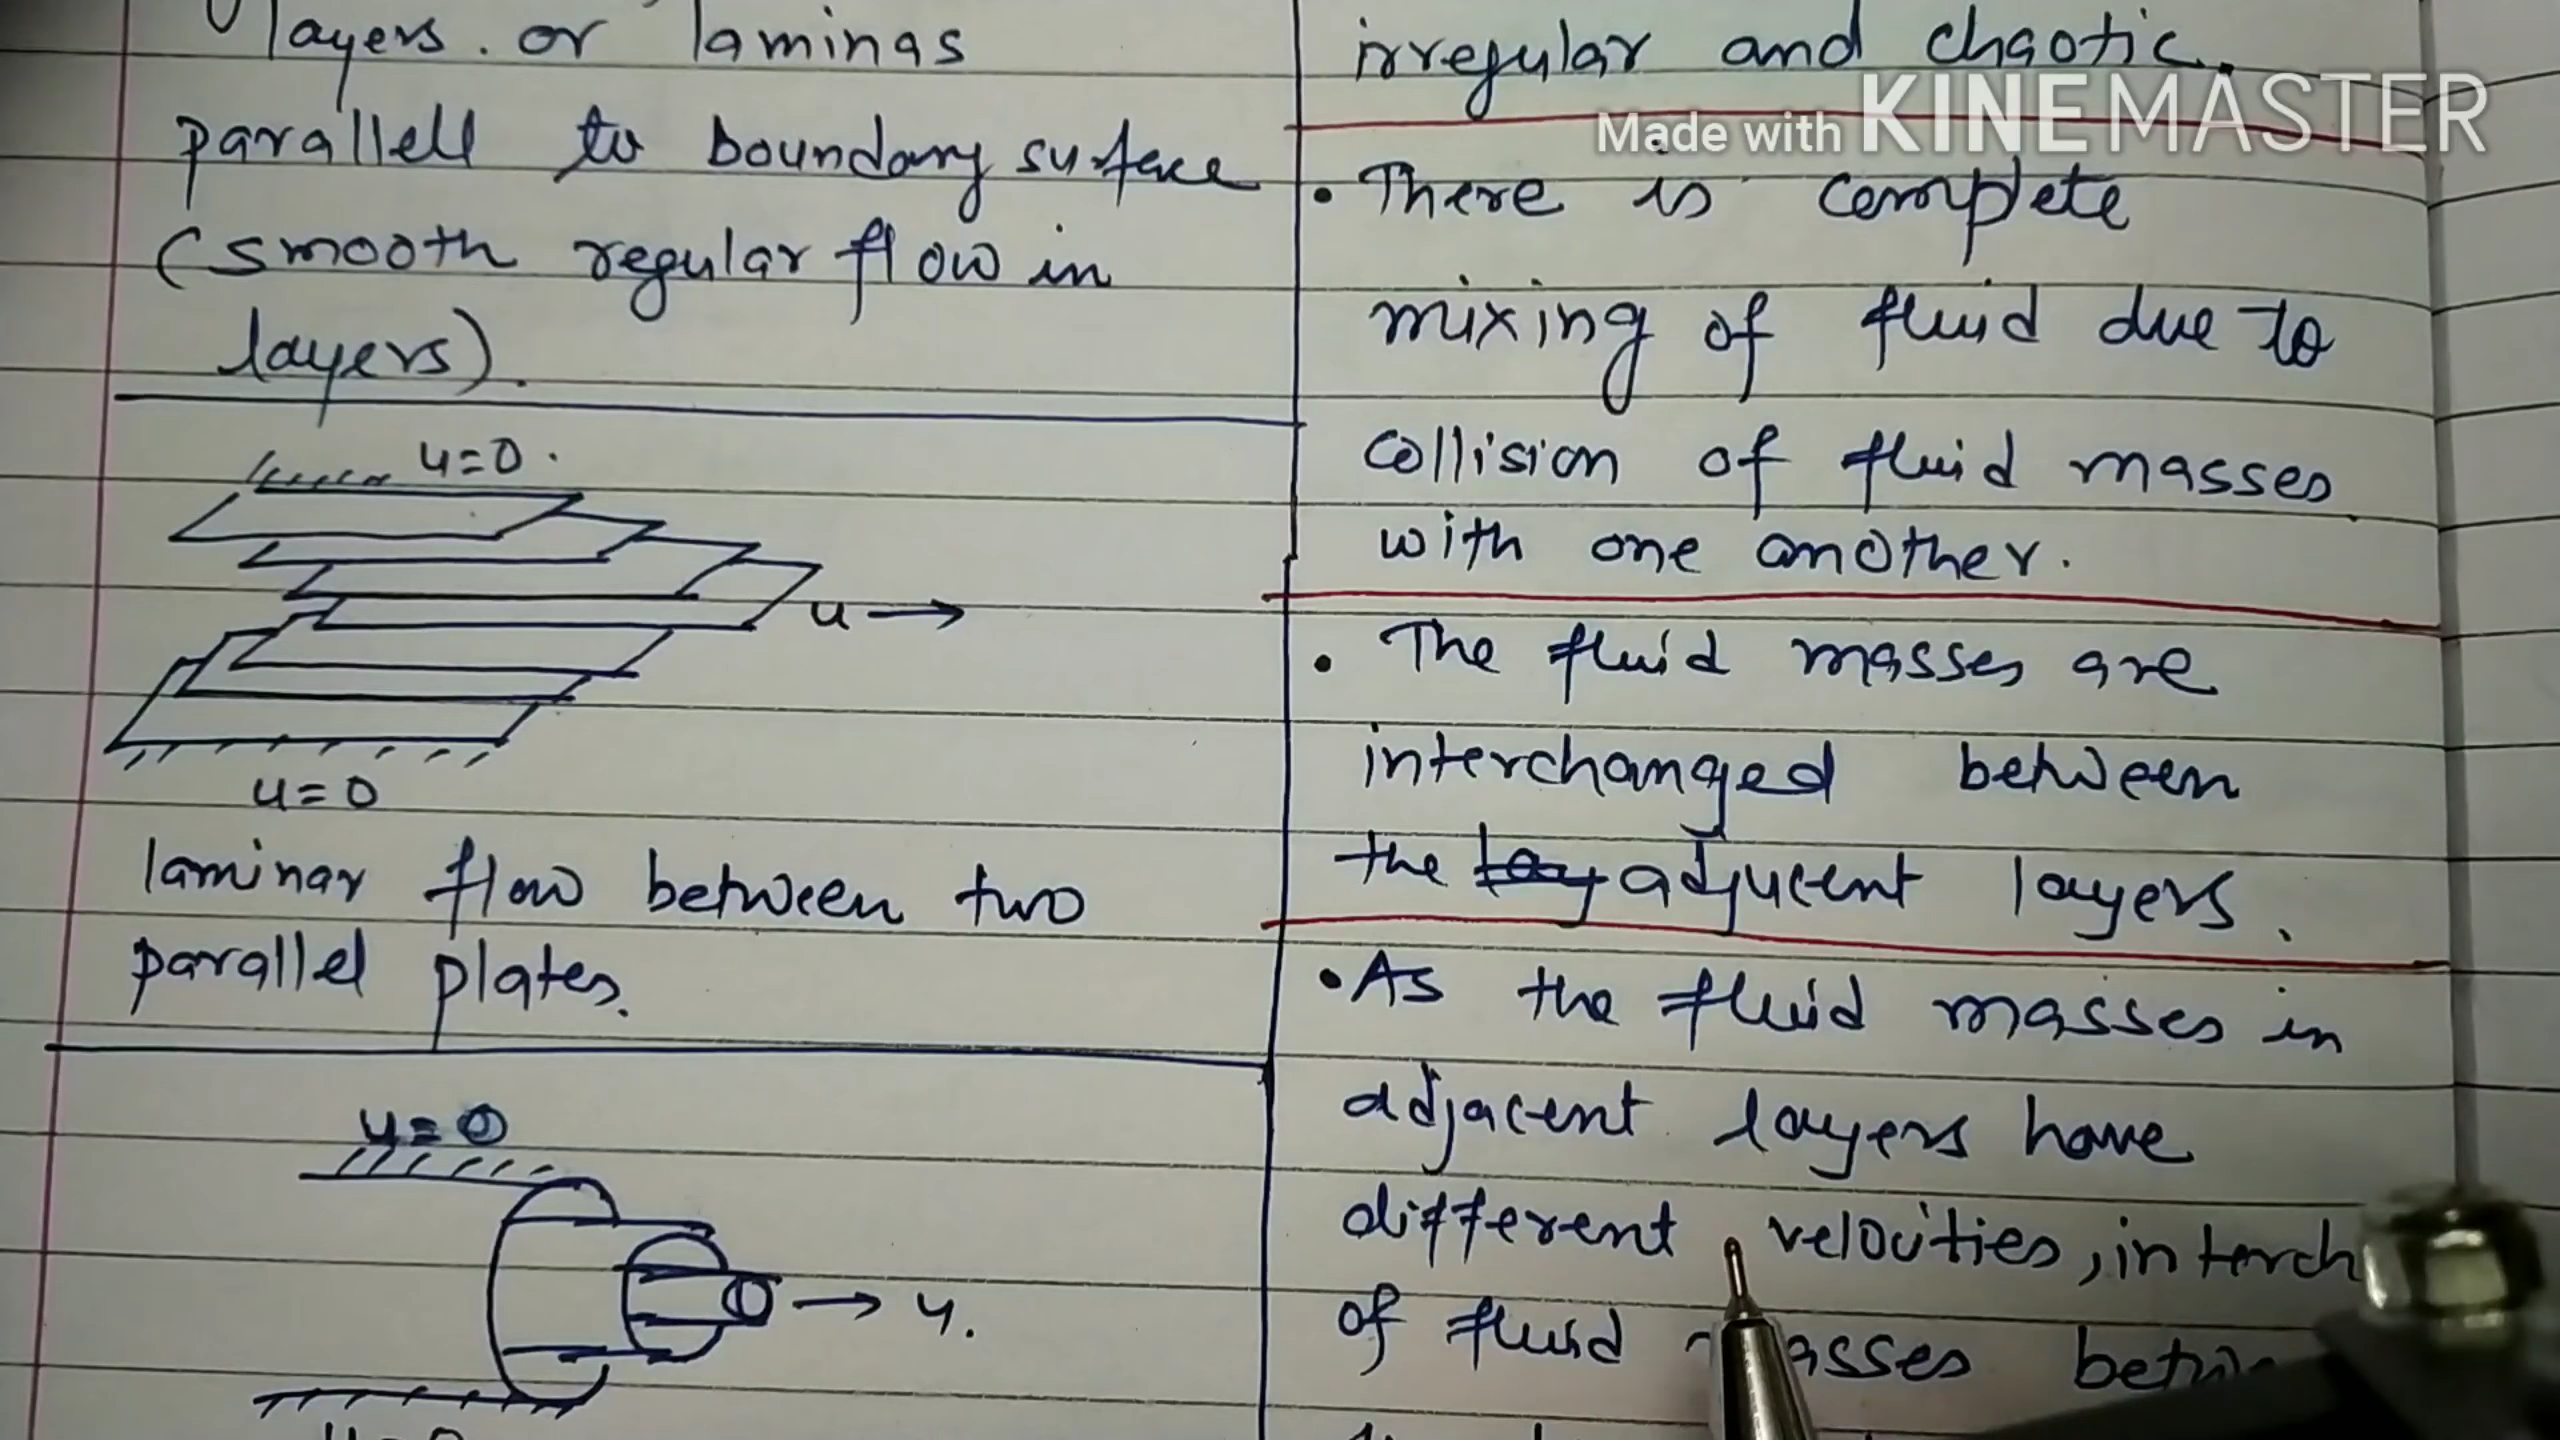 layers. or laminas
parallell to boundary surface
(smooth regular flow in
layers).
u=0.
u
u=0
laminar flow between two
parallel plates.
u=0
u.
irregular and chaotic.
Made with KINEMASTER
• There is complete
mixing of fluid due to
collision of fluid masses
with one another.
• The fluid masses are
interchanged between
the adjucent layers.
• As the fluid masses in
adjacent layers have
different velocities, interch
of fluid masses